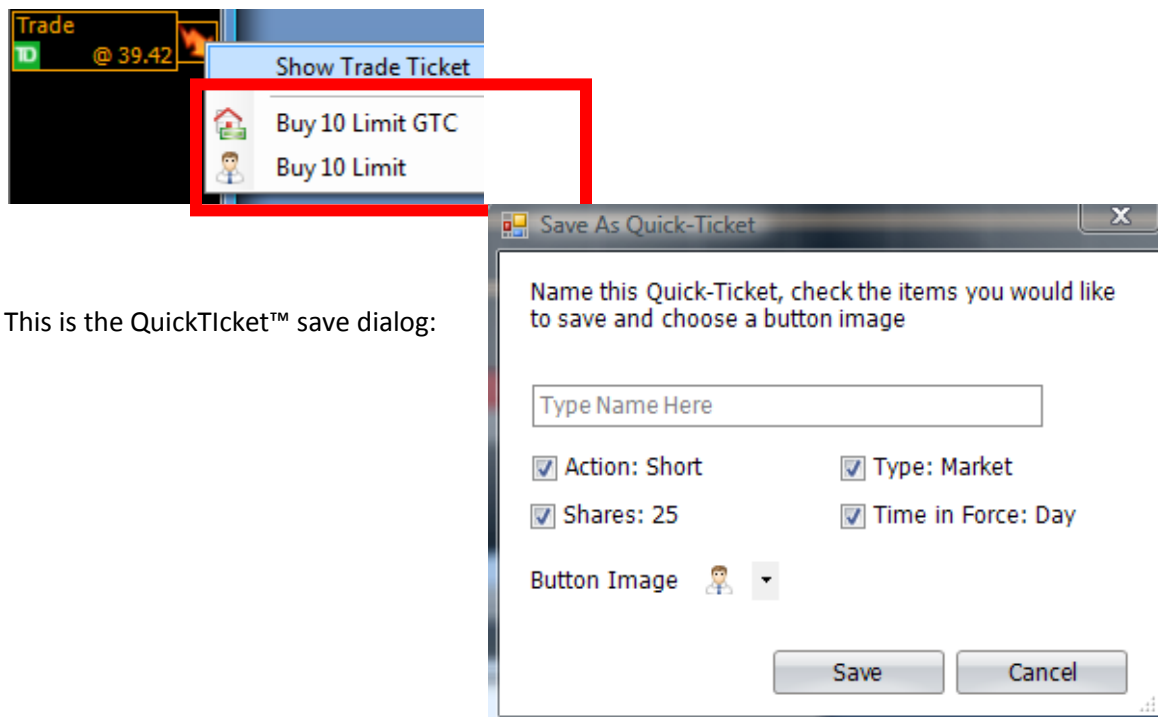 Trade
TD @ 39.42
Show Trade Ticket
Buy 10 Limit GTC
Buy 10 Limit
This is the QuickTIcket™ save dialog:
Save As Quick-Ticket
X
Name this Quick-Ticket, check the items you would like
to save and choose a button image
Type Name Here
Action: Short Type: Market
Shares: 25 Time in Force: Day
Button Image
Save Cancel